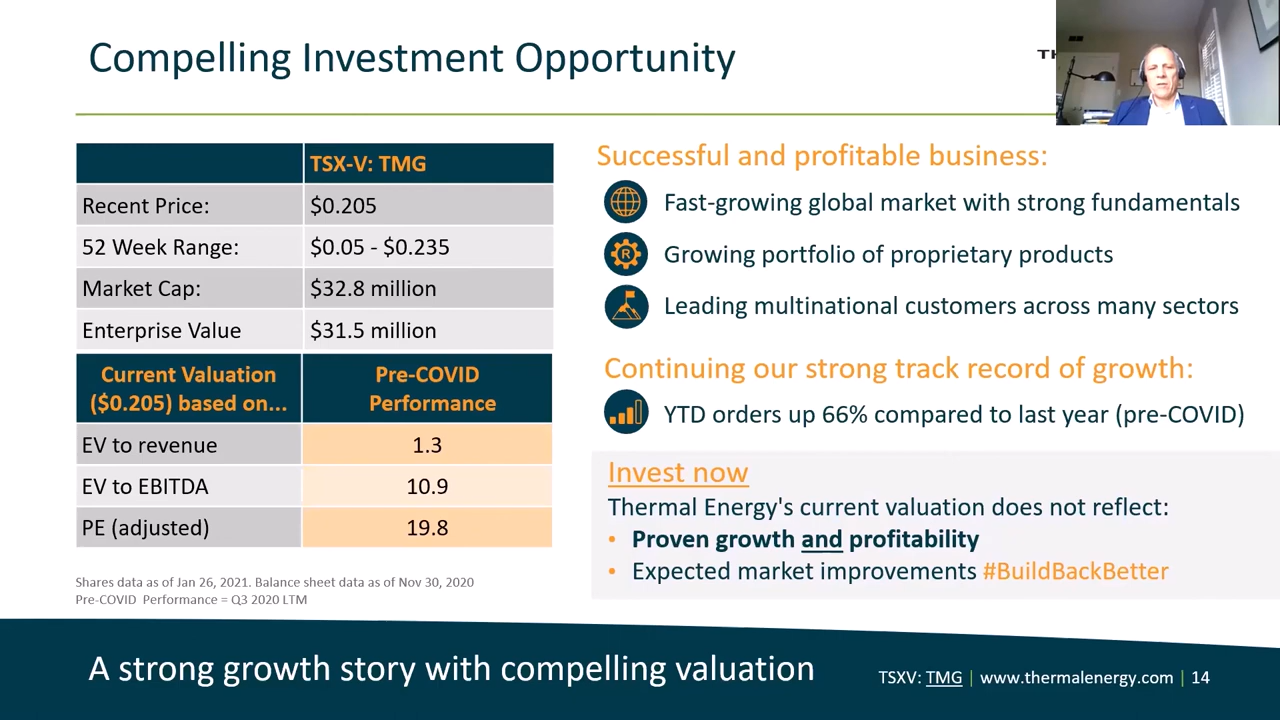 Compelling Investment Opportunity
TSX-V: TMG
Recent Price: $0.205
52 Week Range: $0.05 - $0.235
Market Cap: $32.8 million
Enterprise Value $31.5 million
Current Valuation
($0.205) based on...
Pre-COVID
Performance
EV to revenue 1.3
EV to EBITDA 10.9
PE (adjusted) 19.8
Shares data as of Jan 26, 2021. Balance sheet data as of Nov 30, 2020
Pre-COVID Performance = Q3 2020 LTM
Successful and profitable business:
Fast-growing global market with strong fundamentals
R
Growing portfolio of proprietary products
Leading multinational customers across many sectors
Continuing our strong track record of growth:
YTD orders up 66% compared to last year (pre-COVID)
Invest now
Thermal Energy's current valuation does not reflect:
• Proven growth and profitability
• Expected market improvements #BuildBackBetter
A strong growth story with compelling valuation
TSXV: TMG | www.thermalenergy.com | 14